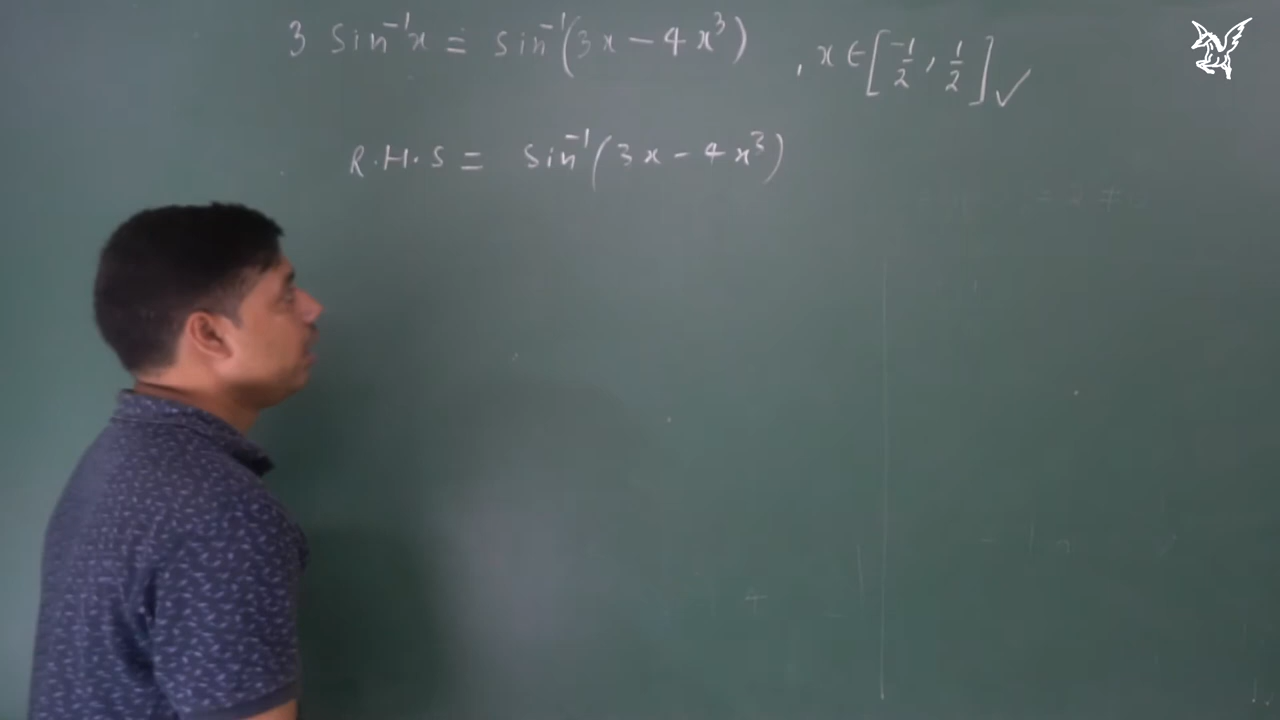 3 sin⁻¹x = sin⁻¹(3x − 4x³) , x ∈ [-1/2, 1/2] ✓
R.H.S = sin⁻¹(3x − 4x³)